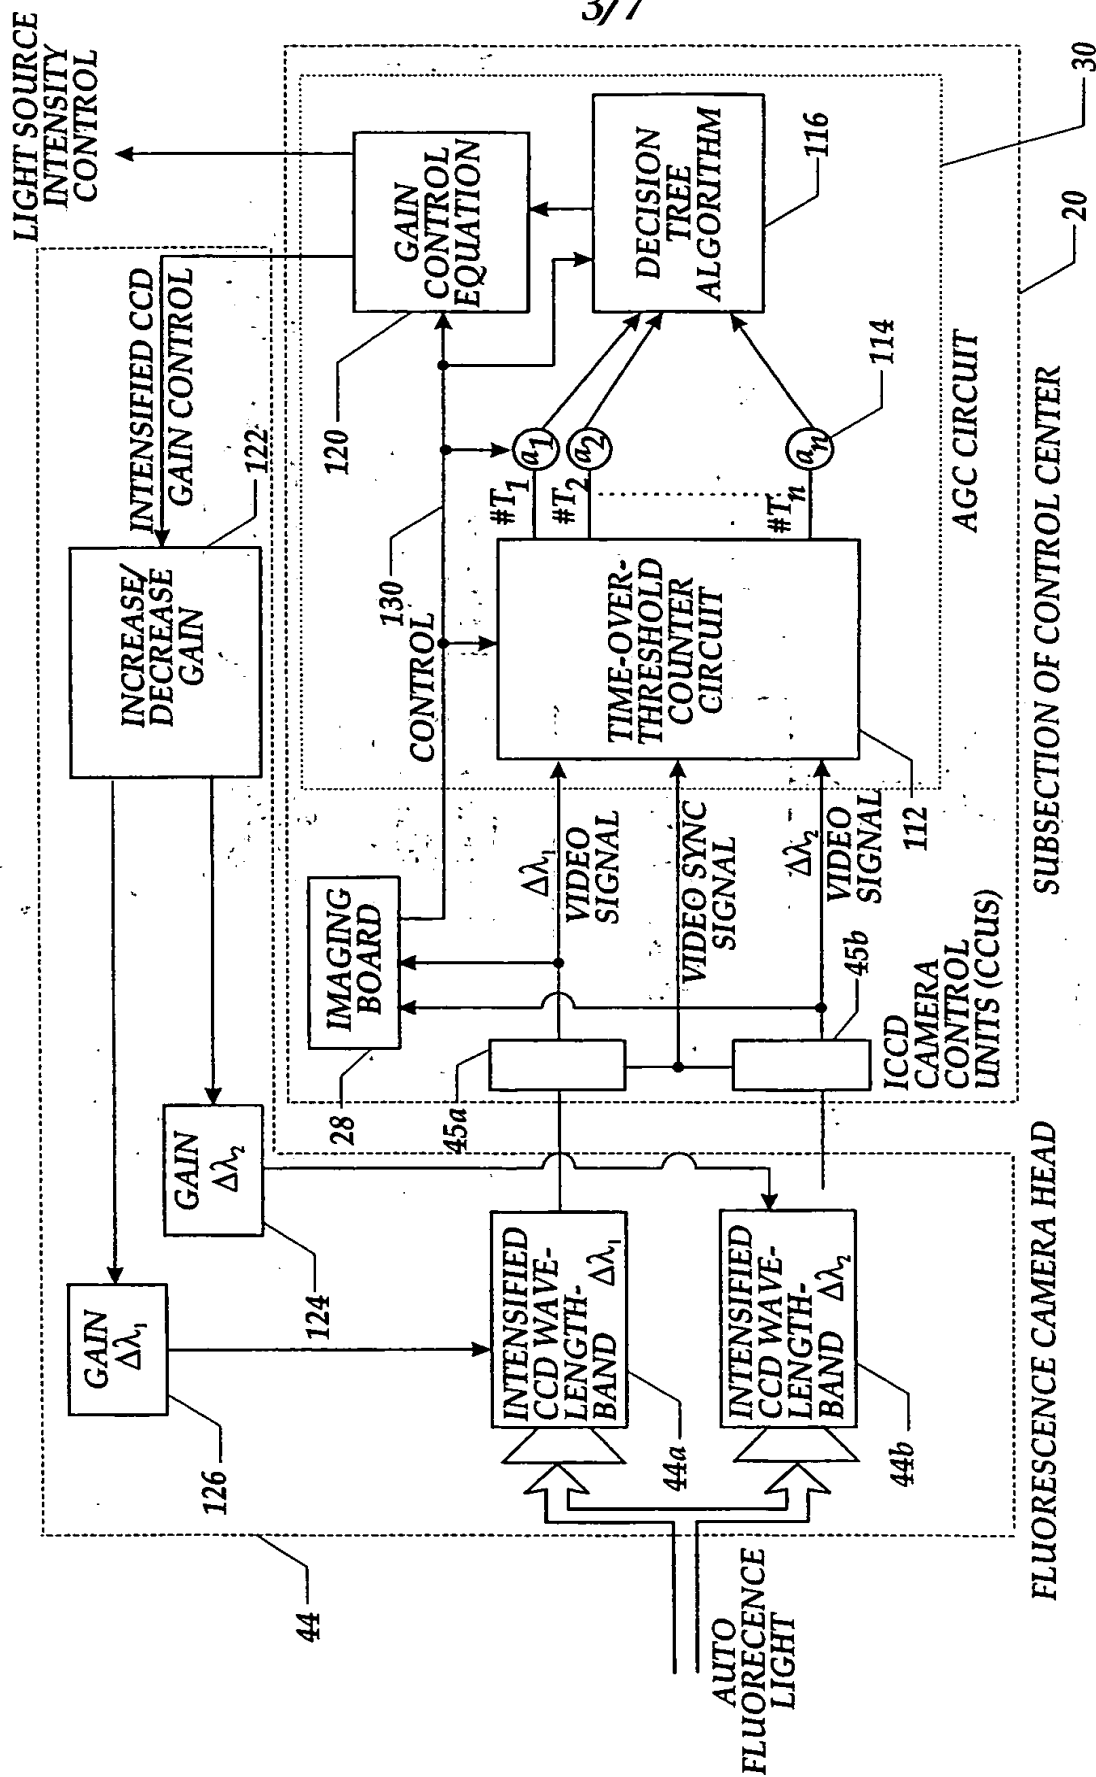 3/7
LIGHT SOURCE
INTENSITY
CONTROL
INTENSIFIED CCD
GAIN CONTROL
122
INCREASE/
DECREASE
GAIN
GAIN
Δλ2
124
GAIN
Δλ1
126
44
GAIN
CONTROL
EQUATION
120
DECISION
TREE
ALGORITHM
116
30
20
114
a1
a2
an
#T1
#T2
#Tn
130
CONTROL
TIME-OVER-
THRESHOLD
COUNTER
CIRCUIT
112
AGC CIRCUIT
SUBSECTION OF CONTROL CENTER
IMAGING
BOARD
28
Δλ1
VIDEO
SIGNAL
VIDEO SYNC
SIGNAL
Δλ2
VIDEO
SIGNAL
45a
45b
ICCD
CAMERA
CONTROL
UNITS (CCUS)
INTENSIFIED
CCD WAVE-
LENGTH-
BAND Δλ1
44a
INTENSIFIED
CCD WAVE-
LENGTH-
BAND Δλ2
44b
FLUORESCENCE CAMERA HEAD
AUTO
FLUORECENCE
LIGHT